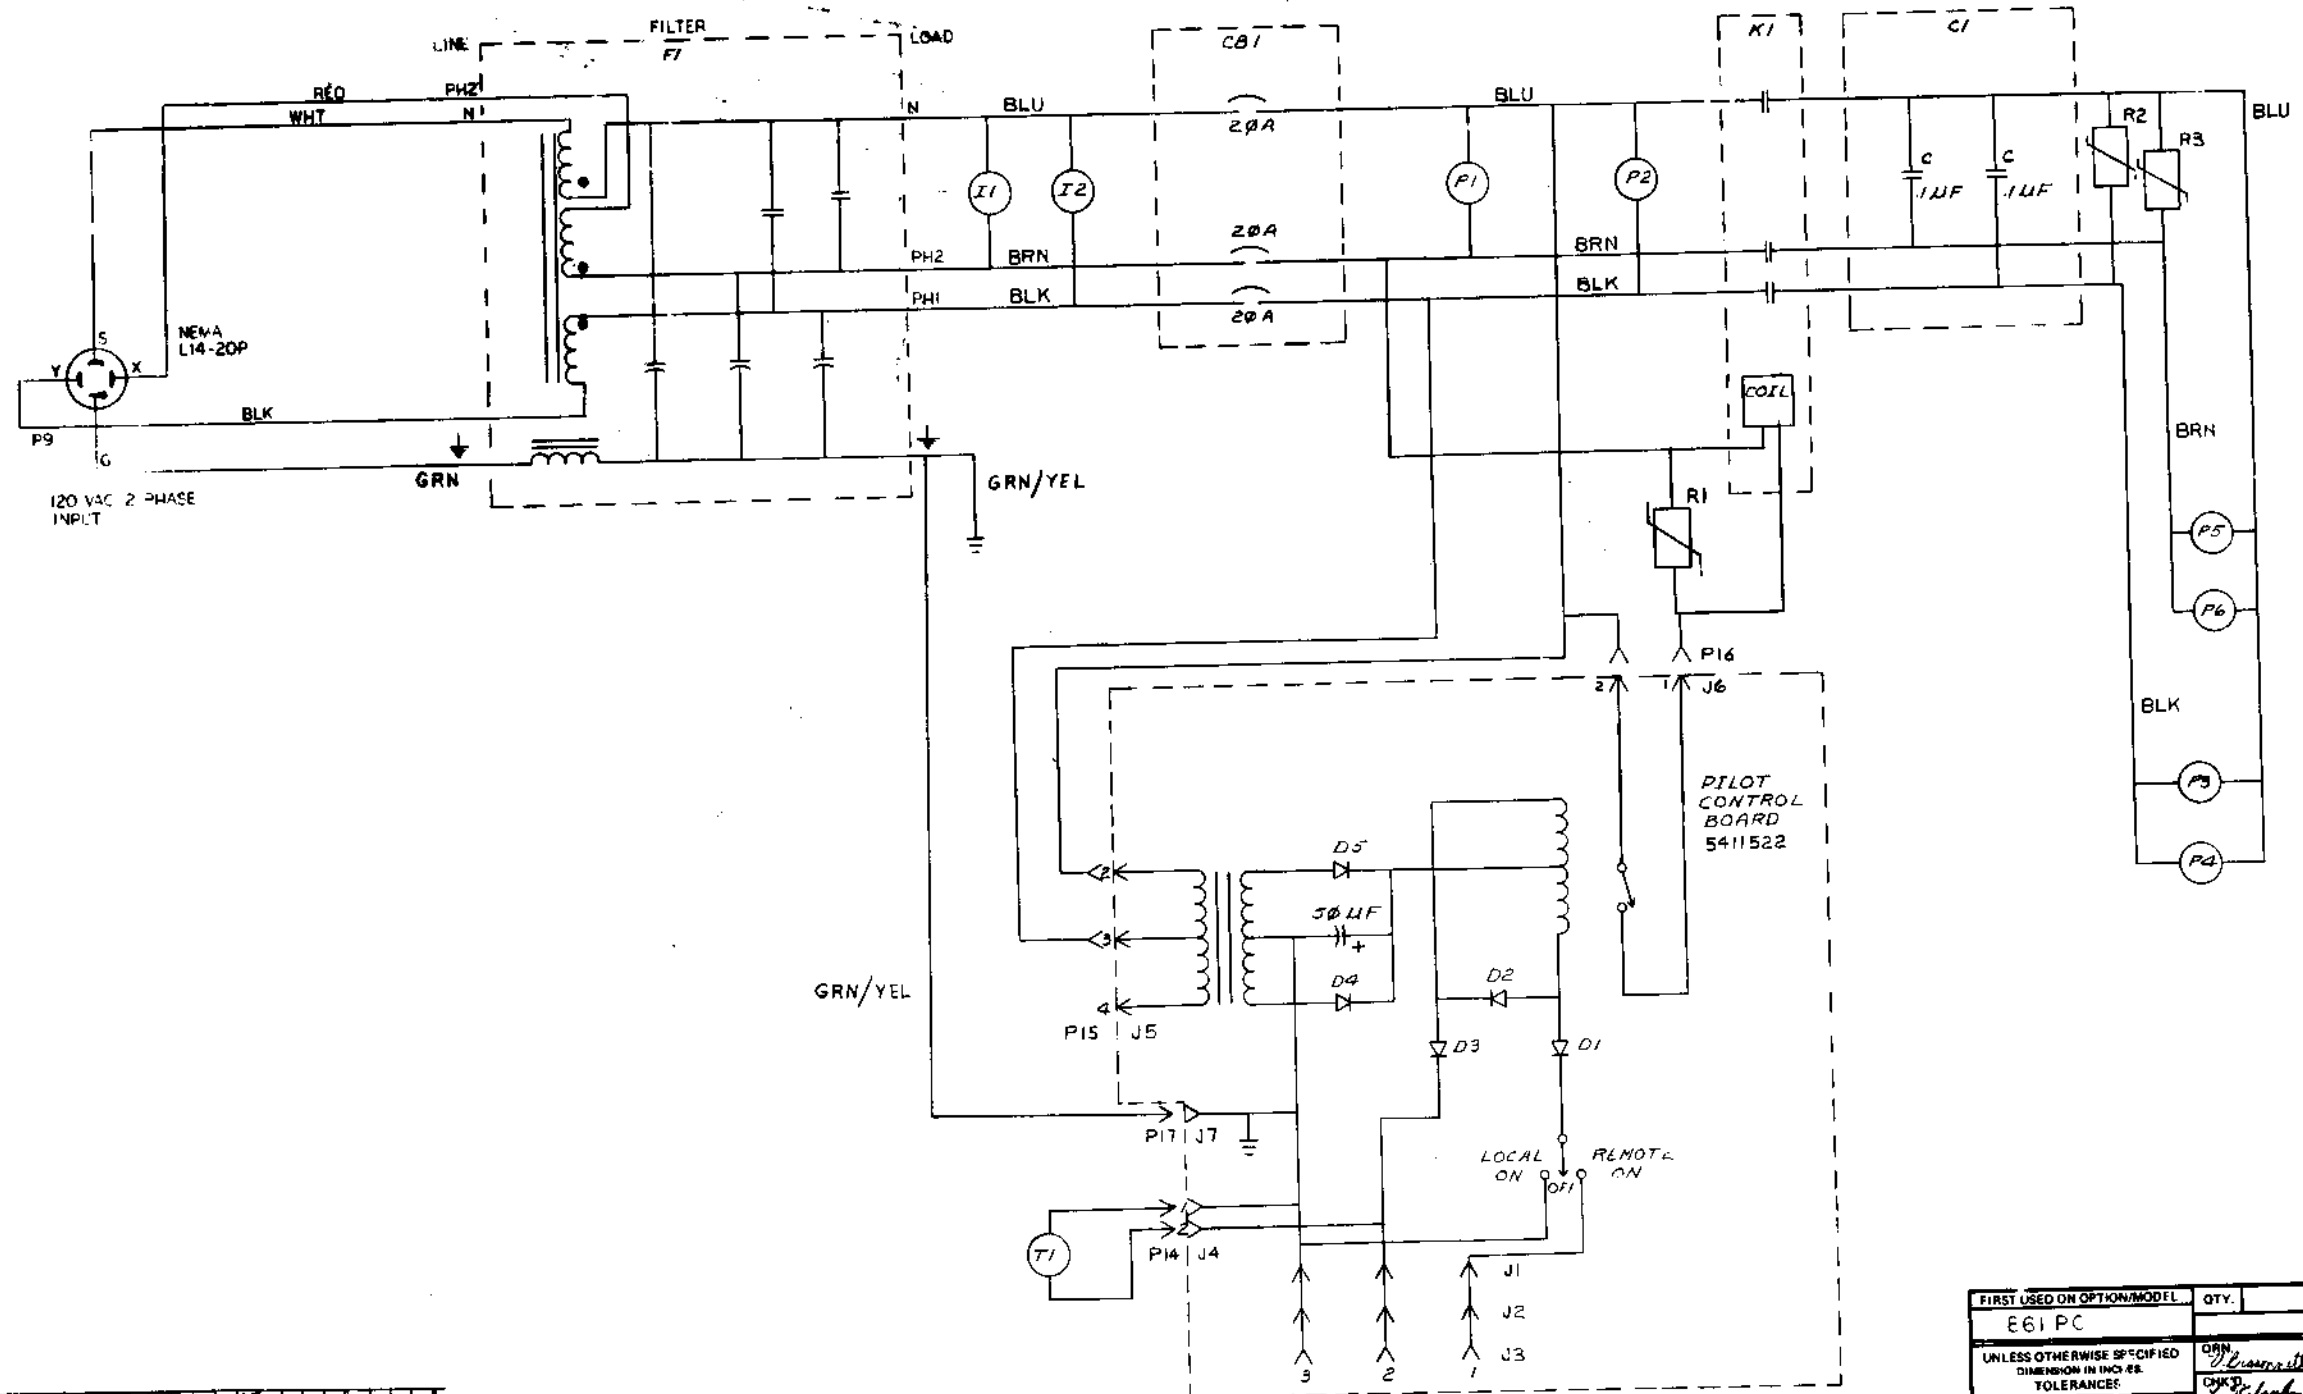 FILTER
LINE
F1
LOAD
CB1
K1
C1
RED
PH2
WHT
N
N
BLU
20A
BLU
BLU
R2
R3
I1
I2
P1
P2
C
.1UF
C
.1UF
20A
PH2
BRN
BRN
PH1
BLK
BLK
20A
NEMA
L14-20P
S
Y
X
G
P9
BLK
COIL
BRN
GRN
GRN/YEL
120 VAC 2 PHASE
INPUT
R1
P5
P6
P16
2
1
J6
BLK
PILOT
CONTROL
BOARD
5411522
P3
P4
D5
2
50 UF
+
3
D4
D2
GRN/YEL
4
P15
J5
D3
D1
P17
J7
LOCAL
ON
REMOTE
ON
1
2
T1
P14
J4
J1
J2
J3
3
2
1
FIRST USED ON OPTION/MODEL
QTY.
E61 PC
UNLESS OTHERWISE SPECIFIED
DIMENSION IN INCHES
TOLERANCES
DRN.
CHK'D